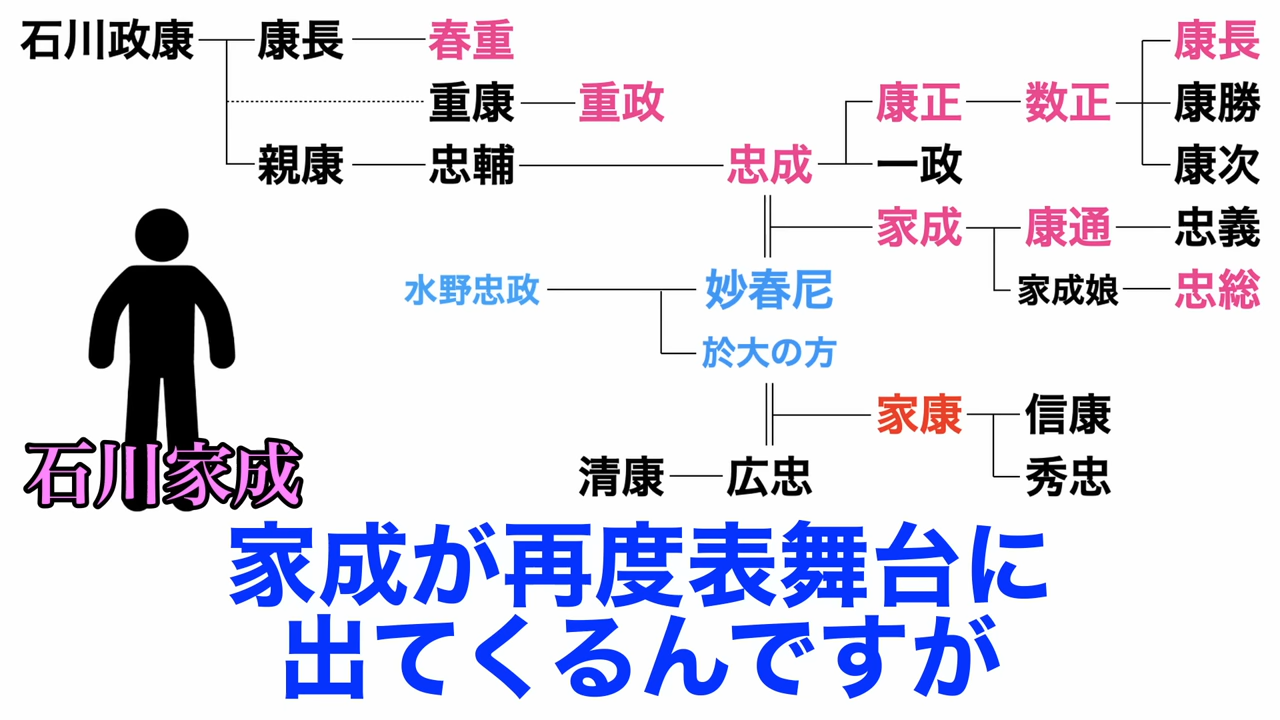 石川政康 康長 春重 康長
重康 重政 康正 数正 康勝
親康 忠輔 忠成 一政 康次
家成 康通 忠義
水野忠政 妙春尼 家成娘 忠総
於大の方
家康 信康
清康 広忠 秀忠
石川家成
家成が再度表舞台に
出てくるんですが